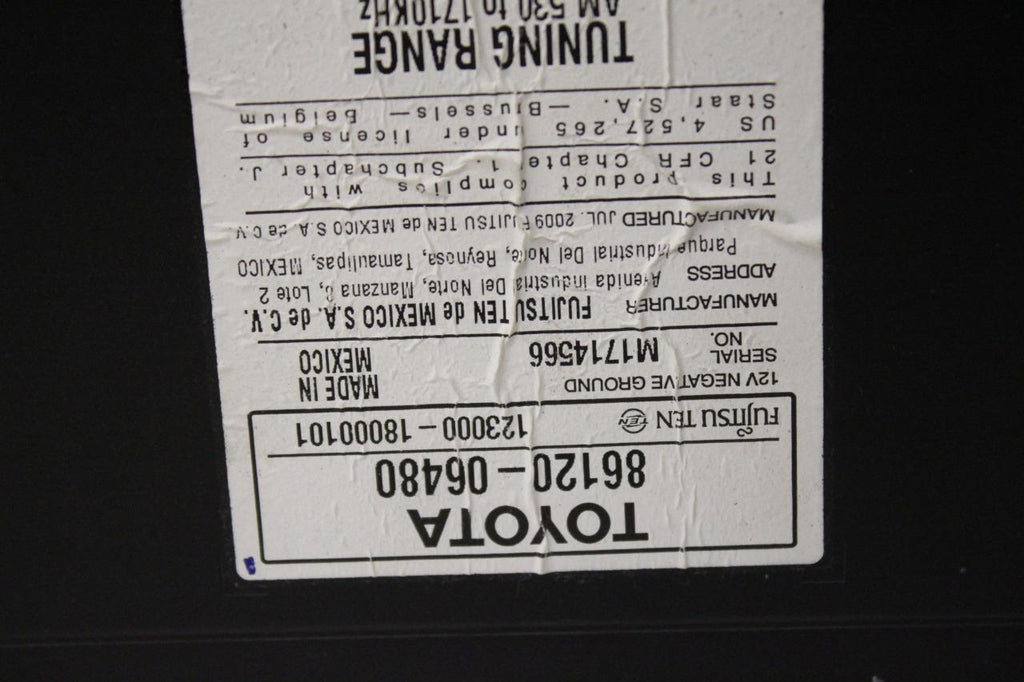 TOYOTA
86120-06480
FUJITSU TEN TEN 123000-18000101
12V NEGATIVE GROUND
MADE IN
MEXICO
SERIAL
NO. M1714566
MANUFACTURER FUJITSU TEN de MEXICO S.A. de C.V.
ADDRESS Avenida Industrial Del Norte, Manzana 8, Lote 2
Parque Industrial Del Norte, Reynosa, Tamaulipas, MEXICO
MANUFACTURED JUL. 2009 FUJITSU TEN de MEXICO S.A. de C.V.
This product complies with
21 CFR Chapter 1. Subchapter J.
US 4,527,265 under license of
Staar S.A. — Brussels — Belgium
TUNING RANGE
AM 530 to 1710kHz